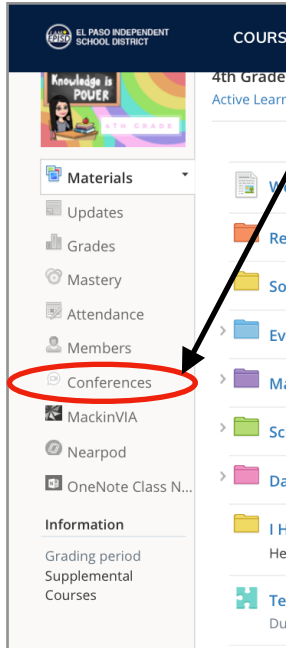 EL PASO INDEPENDENT
SCHOOL DISTRICT
COURS
Knowledge is
POWER
4TH GRADE
4th Grade
Active Learn
Materials
Updates
Grades
Mastery
Attendance
Members
Conferences
MackinVIA
Nearpod
OneNote Class N...
Information
Grading period
Supplemental
Courses
Re
So
Ev
Ma
Sc
Da
I H
He
Te
Du